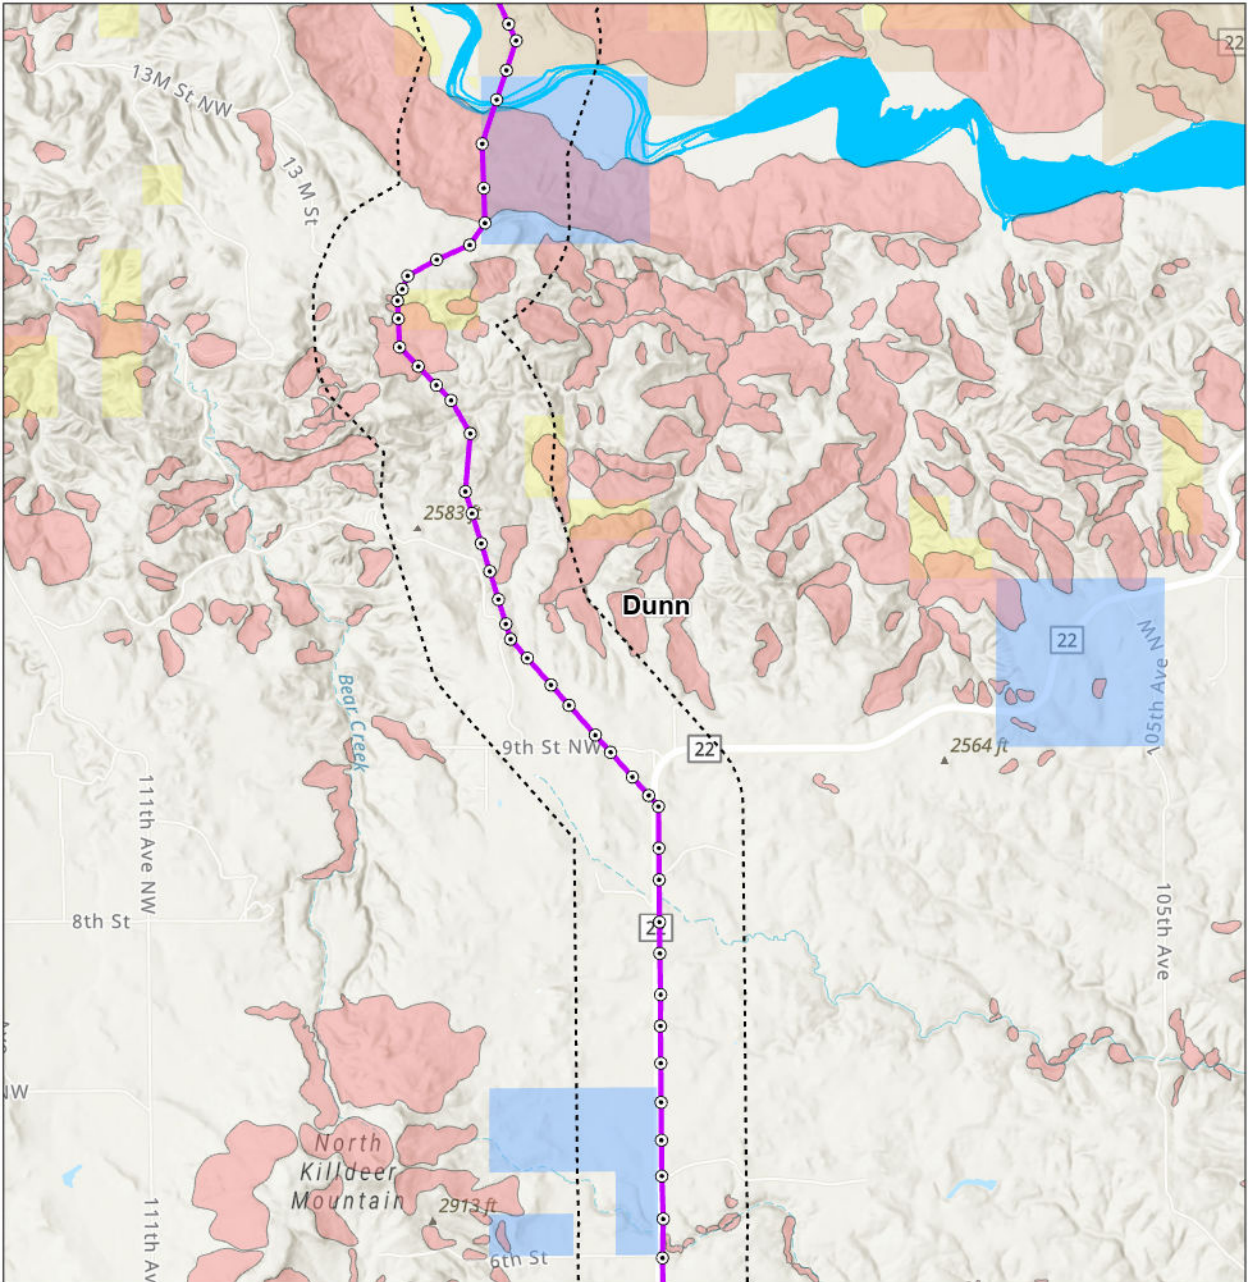 22
13M St NW
13 M St
2583 ft
Dunn
22
105th Ave NW
Bear Creek
9th St NW
22
2564 ft
111th Ave NW
8th St
105th Ave
NW
North
Killdeer
Mountain
2913 ft
111th Av
6th St